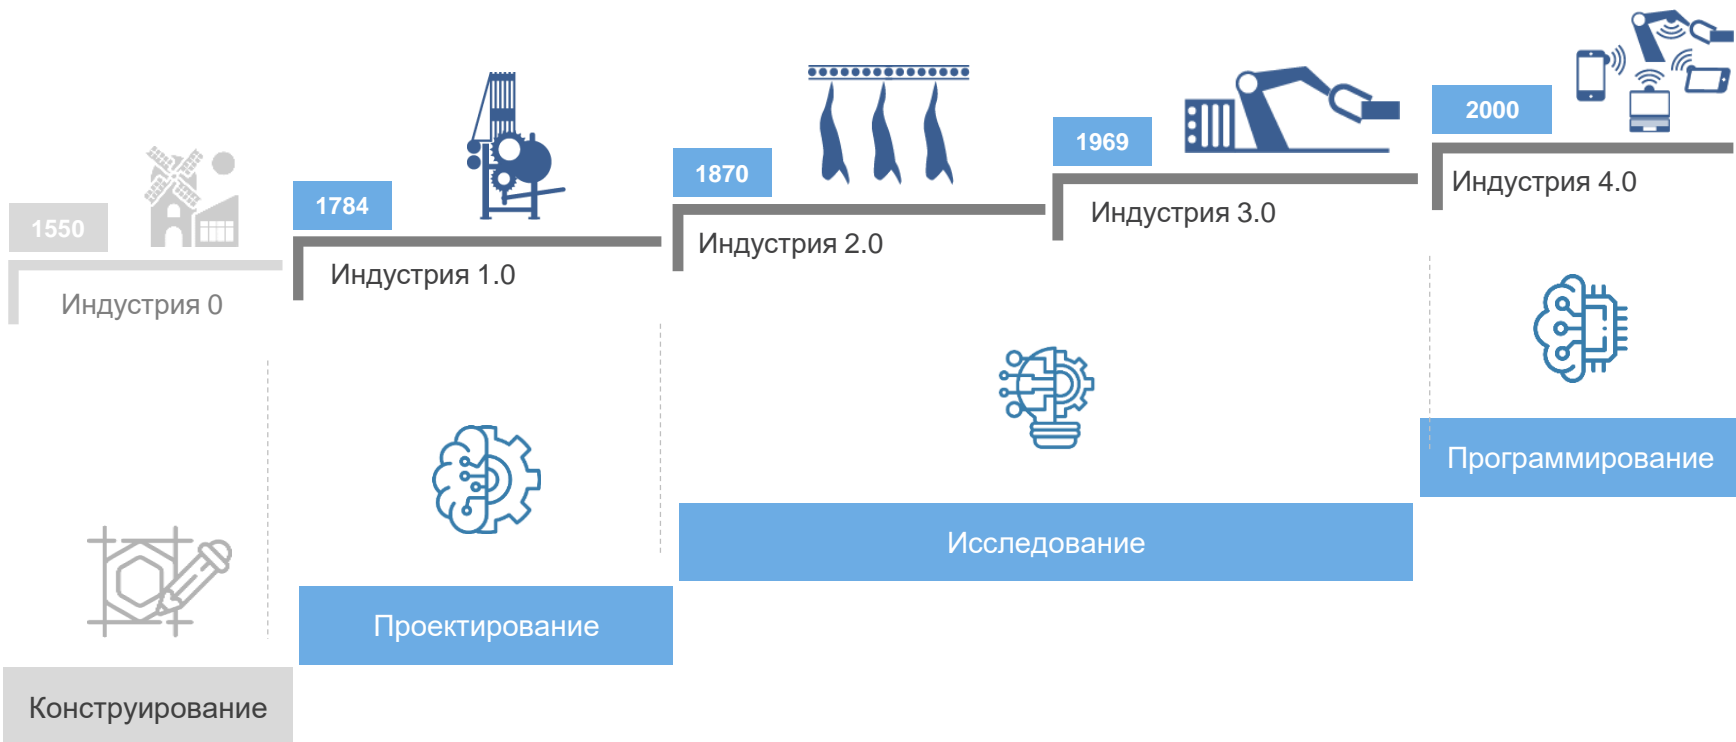 2000
1969
1870
1784
1550
Индустрия 4.0
Индустрия 3.0
Индустрия 2.0
Индустрия 1.0
Индустрия 0
Программирование
Исследование
Проектирование
Конструирование